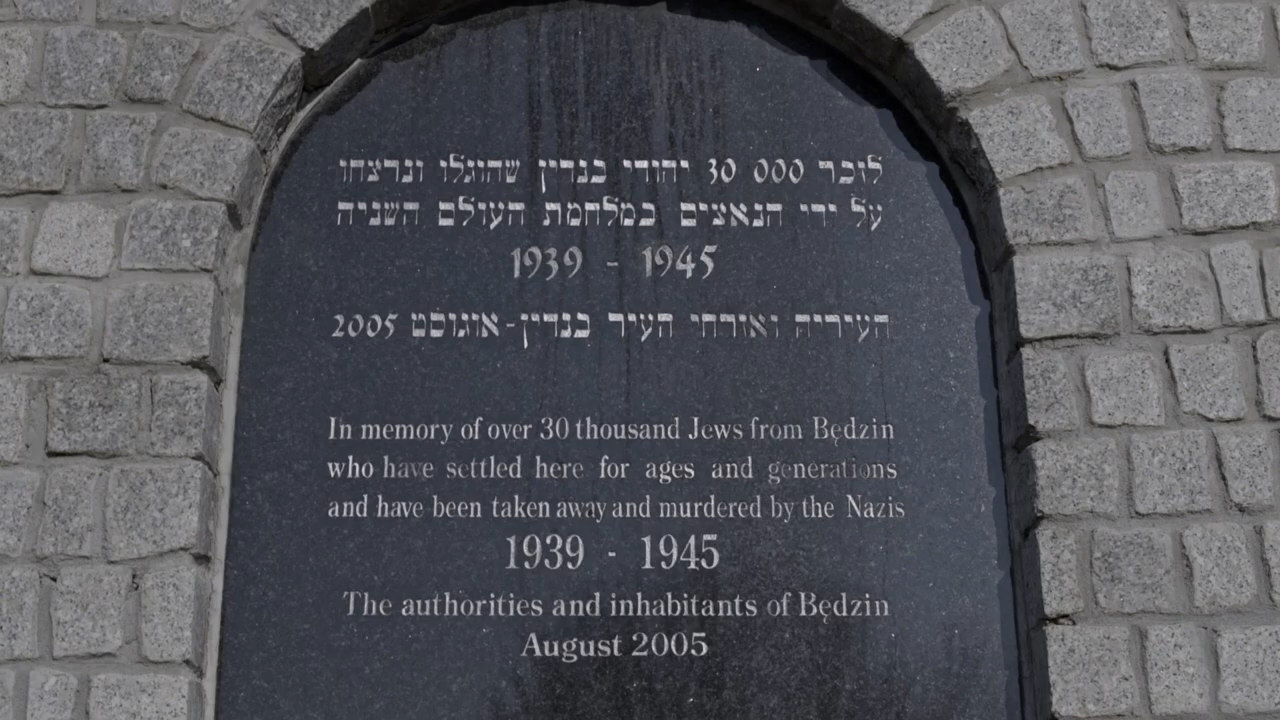 לזכר 000 30 יהודי בנדין שהוגלו ונרצחו
על ידי הנאצים במלחמת העולם השניה
1939 - 1945
העיריה ואזרחי העיר בנדין-אוגוסט 2005
In memory of over 30 thousand Jews from Będzin
who have settled here for ages and generations
and have been taken away and murdered by the Nazis
1939 - 1945
The authorities and inhabitants of Będzin
August 2005